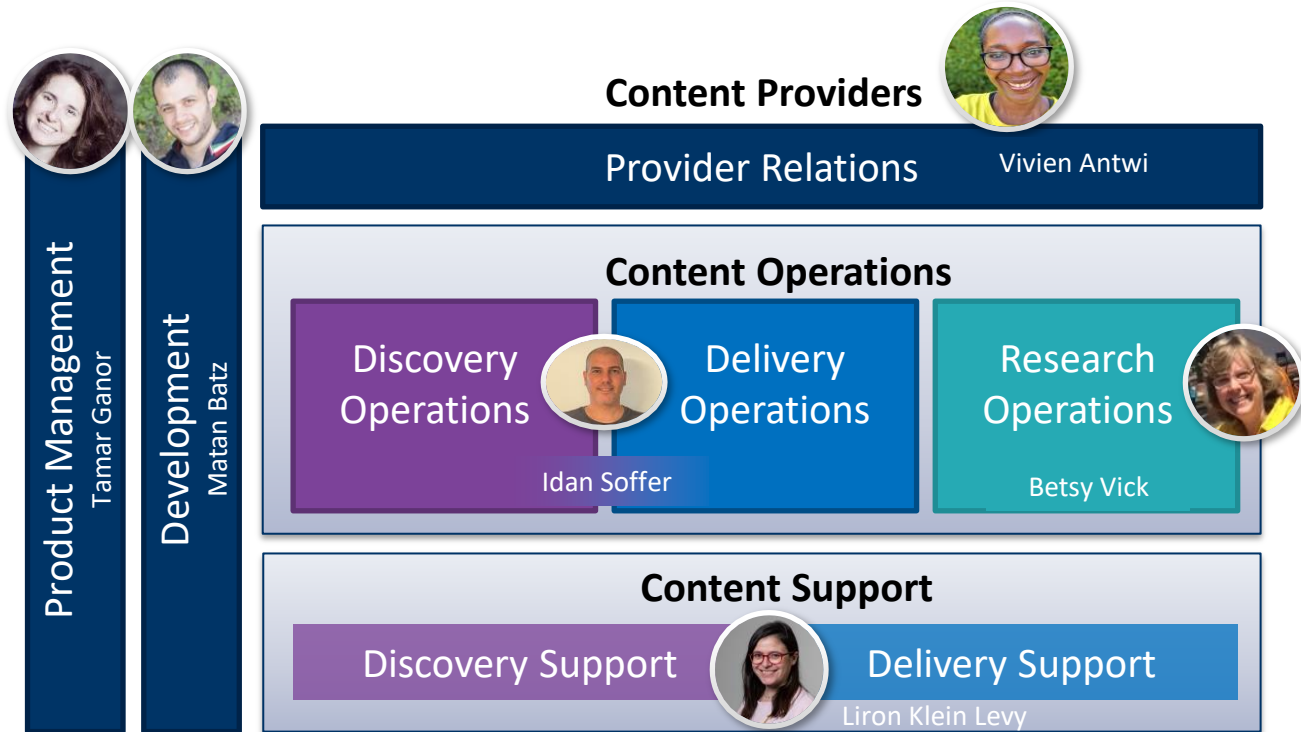 Product Management
Tamar Ganor
Development
Matan Batz
Content Providers
Provider Relations
Vivien Antwi
Content Operations
Discovery
Operations
Idan Soffer
Delivery
Operations
Research
Operations
Betsy Vick
Content Support
Discovery Support
Delivery Support
Liron Klein Levy